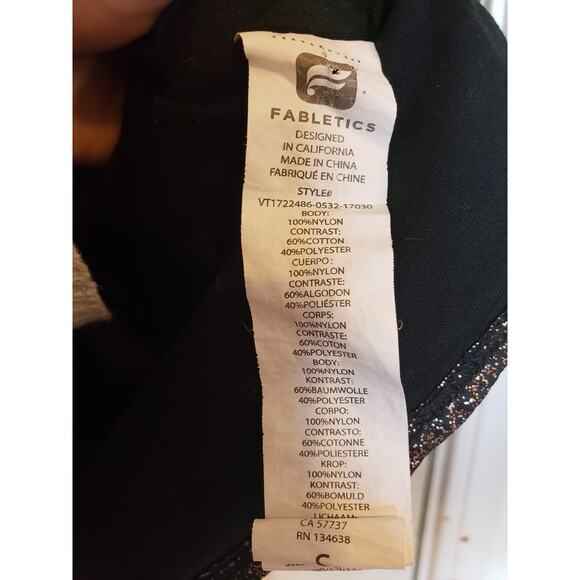 FABLETICS
DESIGNED
IN CALIFORNIA
MADE IN CHINA
FABRIQUÉ EN CHINE
STYLE#
VT1722486-0532-17030
BODY:
100%NYLON
CONTRAST:
60%COTTON
40%POLYESTER
CUERPO:
100%NYLON
CONTRASTE:
60%ALGODON
40%POLIÉSTER
CORPS:
100%NYLON
CONTRASTE:
60%COTON
40%POLYESTER
BODY:
100%NYLON
KONTRAST:
60%BAUMWOLLE
40%POLYESTER
CORPO:
100%NYLON
CONTRASTO:
60%COTONNE
40%POLIESTERE
KROP:
100%NYLON
KONTRAST:
60%BOMULD
40%POLYESTER
LICHAAM:
CA 57737
RN 134638